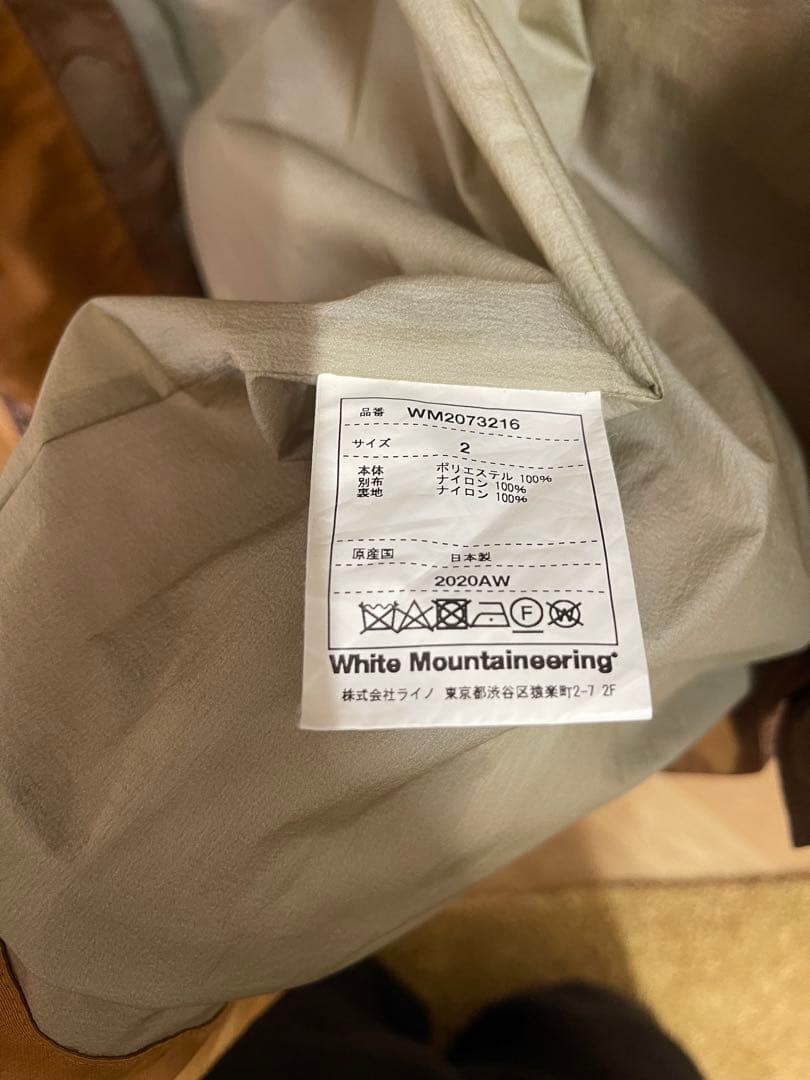 品番 WM2073216
サイズ 2
本体 ポリエステル 100%
別布 ナイロン 100%
裏地 ナイロン 100%
原産国 日本製
2020AW
F W
White Mountaineering
株式会社ライノ 東京都渋谷区猿楽町2-7 2F